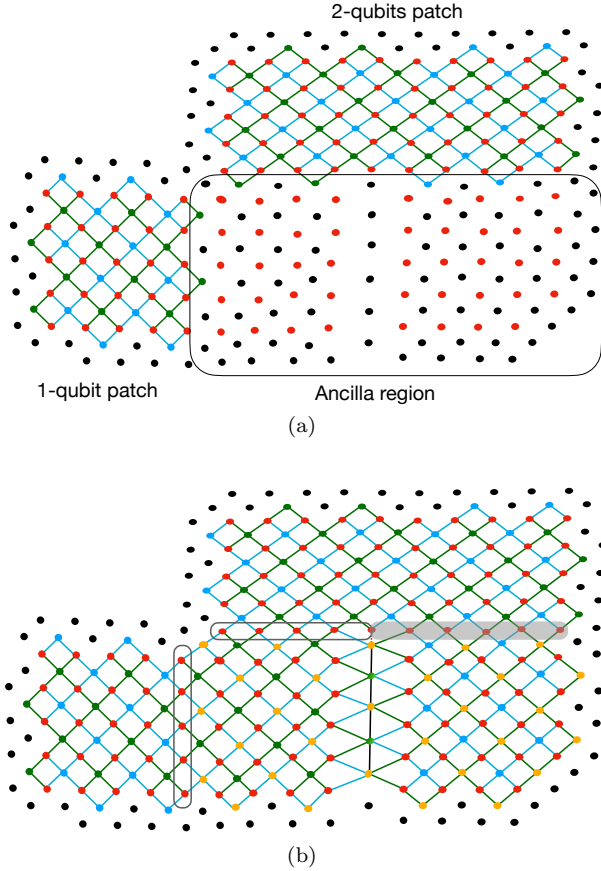 2-qubits patch
1-qubit patch
Ancilla region
(a)
(b)